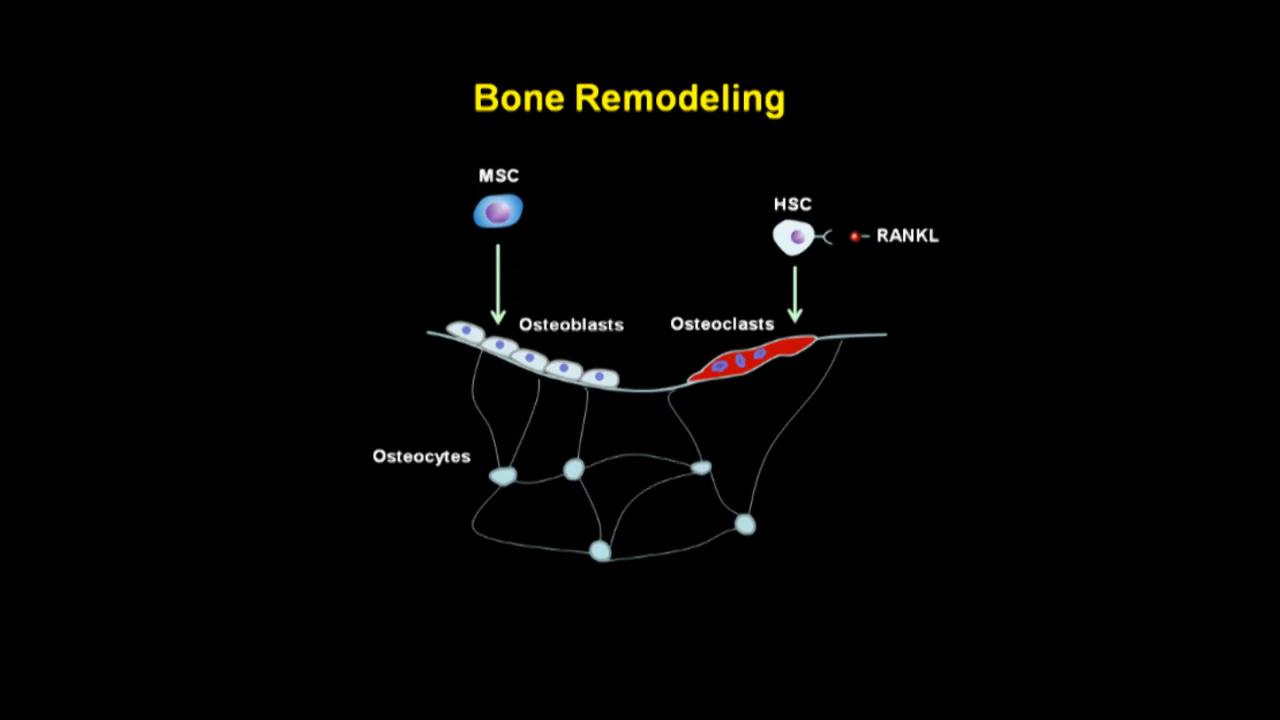 Bone Remodeling
MSC
HSC
RANKL
Osteoblasts
Osteoclasts
Osteocytes